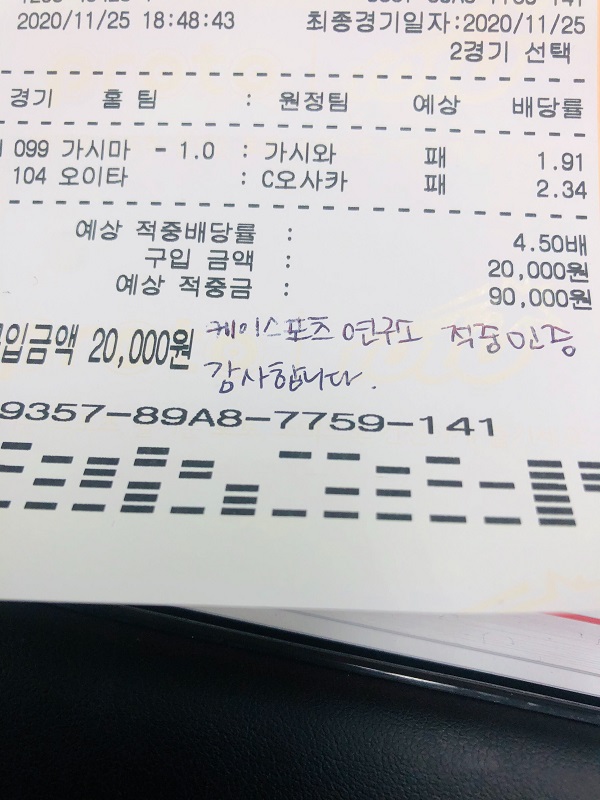 2020/11/25 18:48:43 최종경기일자:2020/11/25
2경기 선택
경기 홈 팀 : 원정팀 예상 배당률
099 가시마 -1.0 : 가시와 패 1.91
104 오이타 : C오사카 패 2.34
예상 적중배당률 : 4.50배
구입 금액 : 20,000원
예상 적중금 : 90,000원
구입금액 20,000원
케이스포츠 연구소 적중인증
감사합니다.
9357-89A8-7759-141